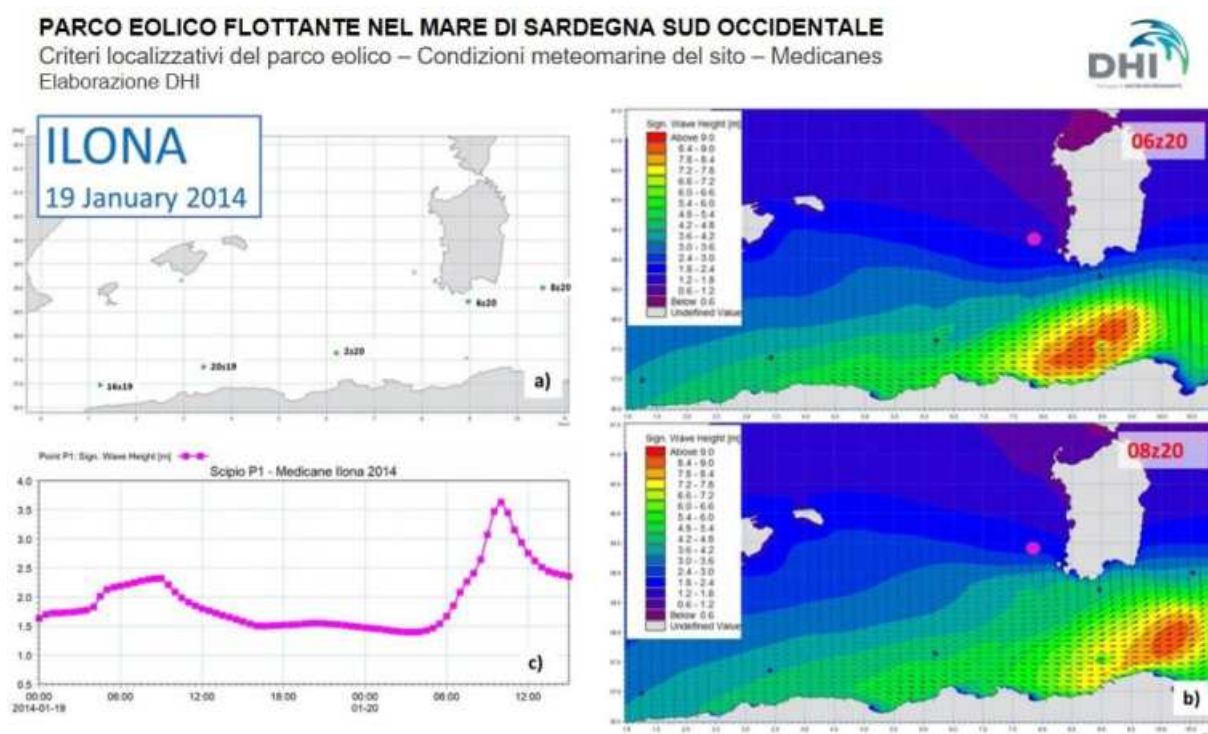 PARCO EOLICO FLOTTANTE NEL MARE DI SARDEGNA SUD OCCIDENTALE
Criteri localizzativi del parco eolico – Condizioni meteomarine del sito – Medicanes
Elaborazione DHI
DHI
ILONA
19 January 2014
16z19
20z19
2z20
6z20
8z20
a)
Sign. Wave Height [m]
Above 9.0
8.4 - 9.0
7.8 - 8.4
7.2 - 7.8
6.6 - 7.2
6.0 - 6.6
5.4 - 6.0
4.8 - 5.4
4.2 - 4.8
3.6 - 4.2
3.0 - 3.6
2.4 - 3.0
1.8 - 2.4
1.2 - 1.8
0.6 - 1.2
Below 0.6
Undefined Value
06z20
Point P1: Sign. Wave Height [m]
Scipio P1 - Medicane Ilona 2014
4.0
3.5
3.0
2.5
2.0
1.5
1.0
0.5
00:00
06:00
12:00
18:00
00:00
06:00
12:00
2014-01-19
01-20
c)
Sign. Wave Height [m]
Above 9.0
8.4 - 9.0
7.8 - 8.4
7.2 - 7.8
6.6 - 7.2
6.0 - 6.6
5.4 - 6.0
4.8 - 5.4
4.2 - 4.8
3.6 - 4.2
3.0 - 3.6
2.4 - 3.0
1.8 - 2.4
1.2 - 1.8
0.6 - 1.2
Below 0.6
Undefined Value
08z20
b)